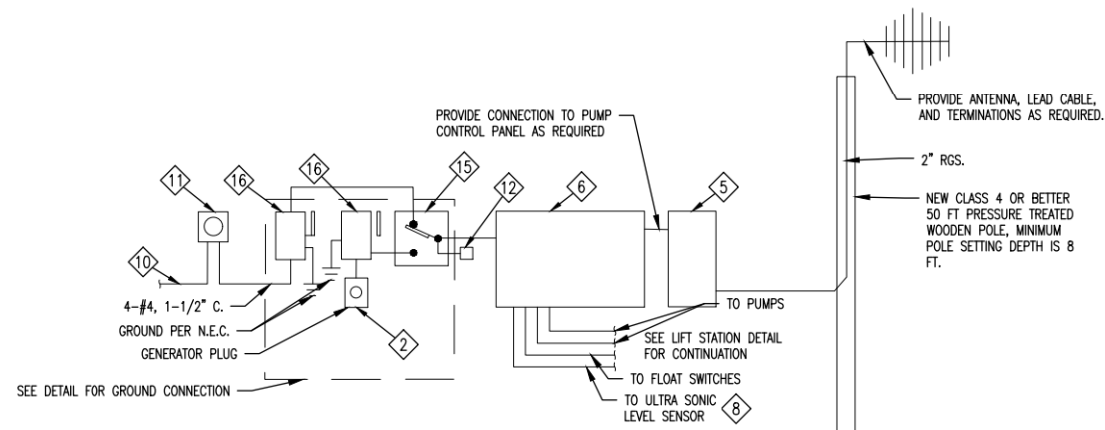 PROVIDE ANTENNA, LEAD CABLE,
AND TERMINATIONS AS REQUIRED.
PROVIDE CONNECTION TO PUMP
CONTROL PANEL AS REQUIRED
2" RGS.
NEW CLASS 4 OR BETTER
50 FT PRESSURE TREATED
WOODEN POLE, MINIMUM
POLE SETTING DEPTH IS 8
FT.
11
16
16
15
12
6
5
10
4-#4, 1-1/2" C.
GROUND PER N.E.C.
GENERATOR PLUG
2
SEE DETAIL FOR GROUND CONNECTION
TO PUMPS
SEE LIFT STATION DETAIL
FOR CONTINUATION
TO FLOAT SWITCHES
TO ULTRA SONIC
LEVEL SENSOR
8